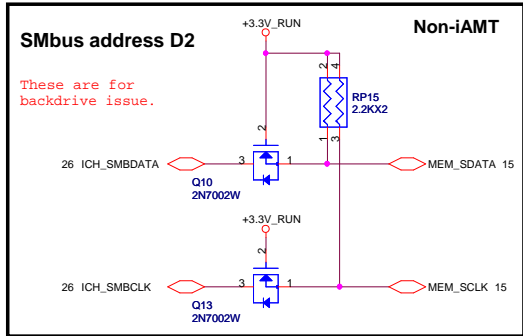 +3.3V_RUN
Non-iAMT
SMbus address D2
These are for
backdrive issue.
2 4
RP15
2.2KX2
2
1 3
26 ICH_SMBDATA 3 1 MEM_SDATA 15
Q10
2N7002W
+3.3V_RUN
2
26 ICH_SMBCLK 3 1 MEM_SCLK 15
Q13
2N7002W